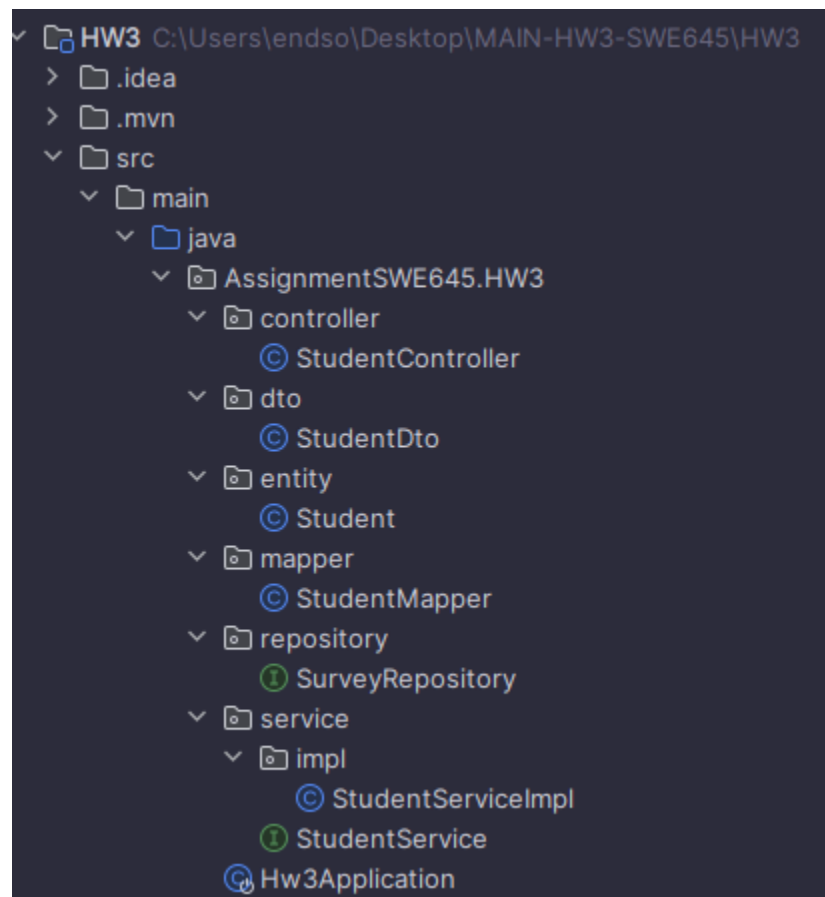 HW3 C:\Users\endso\Desktop\MAIN-HW3-SWE645\HW3
.idea
.mvn
src
main
java
AssignmentSWE645.HW3
controller
C StudentController
dto
C StudentDto
entity
C Student
mapper
C StudentMapper
repository
I SurveyRepository
service
impl
C StudentServiceImpl
I StudentService
C Hw3Application